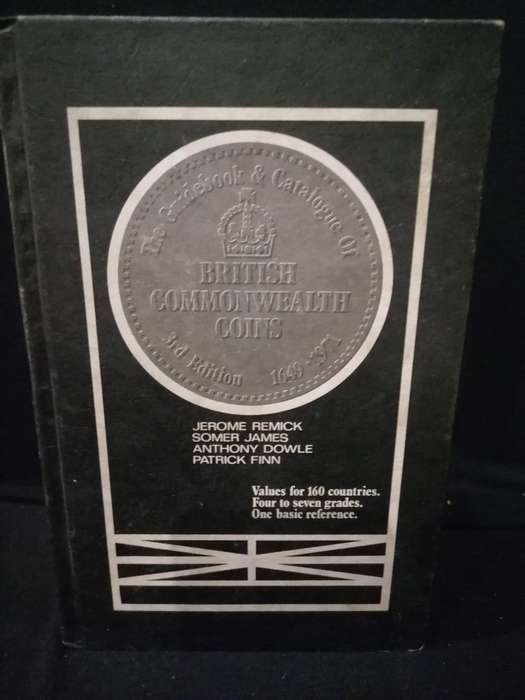 The Guidebook & Catalogue Of
BRITISH
COMMONWEALTH
COINS
3rd Edition 1649-1971
JEROME REMICK
SOMER JAMES
ANTHONY DOWLE
PATRICK FINN
Values for 160 countries.
Four to seven grades.
One basic reference.